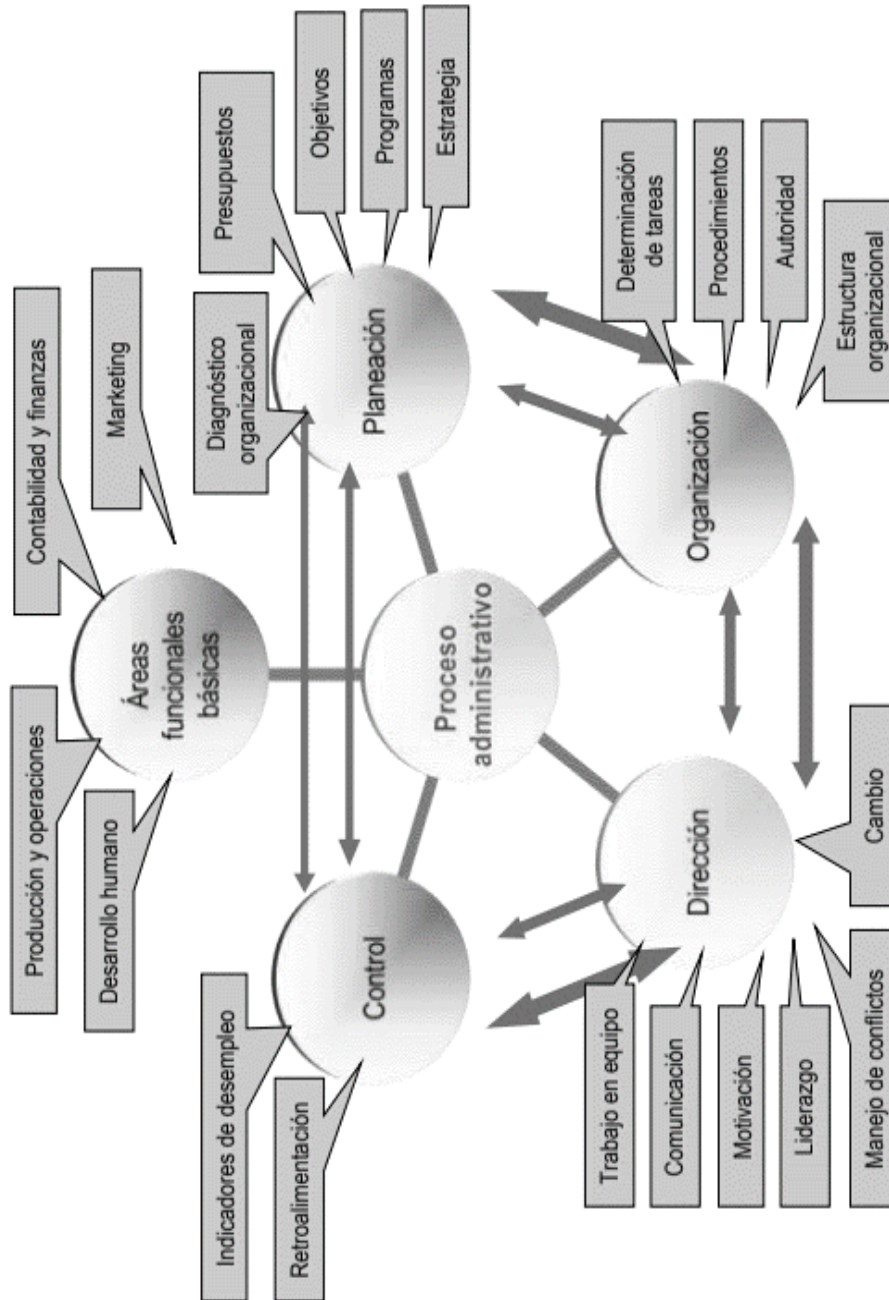 Contabilidad y finanzas
Marketing
Producción y operaciones
Desarrollo humano
Áreas
funcionales
básicas
Presupuestos
Objetivos
Programas
Estrategia
Diagnóstico
organizacional
Planeación
Indicadores de desempleo
Retroalimentación
Control
Proceso
administrativo
Determinación
de tareas
Procedimientos
Autoridad
Estructura
organizacional
Organización
Dirección
Trabajo en equipo
Comunicación
Motivación
Liderazgo
Manejo de conflictos
Cambio